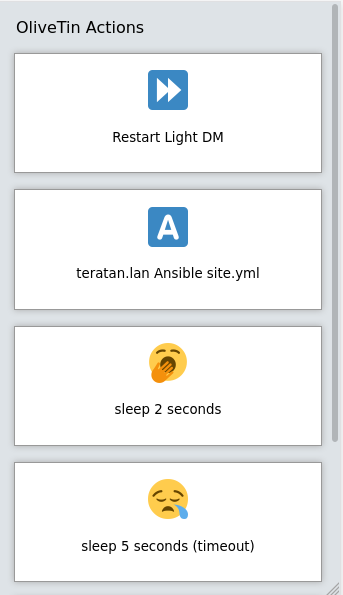 OliveTin Actions
Restart Light DM
A
teratan.lan Ansible site.yml
sleep 2 seconds
sleep 5 seconds (timeout)